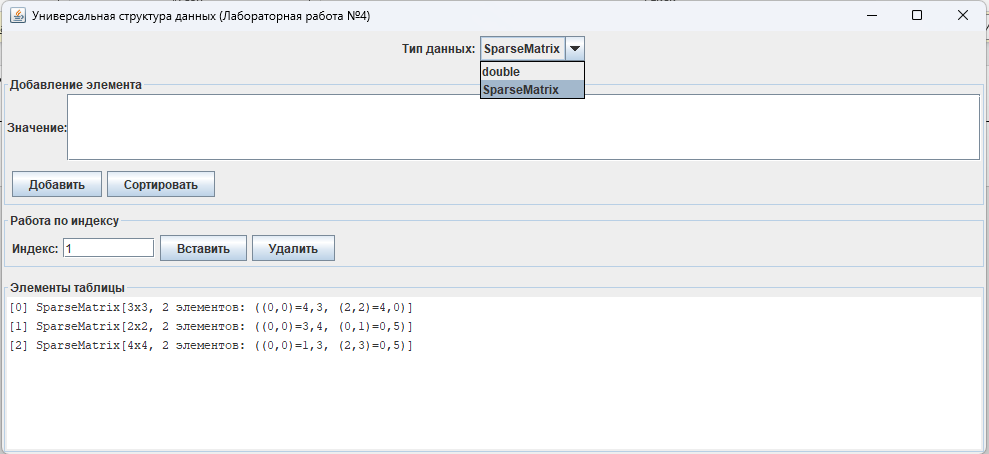 Универсальная структура данных (Лабораторная работа №4)
Тип данных: SparseMatrix
double
SparseMatrix
Добавление элемента
Значение:
Добавить Сортировать
Работа по индексу
Индекс: 1 Вставить Удалить
Элементы таблицы
[0] SparseMatrix[3x3, 2 элементов: ((0,0)=4,3, (2,2)=4,0)]
[1] SparseMatrix[2x2, 2 элементов: ((0,0)=3,4, (0,1)=0,5)]
[2] SparseMatrix[4x4, 2 элементов: ((0,0)=1,3, (2,3)=0,5)]